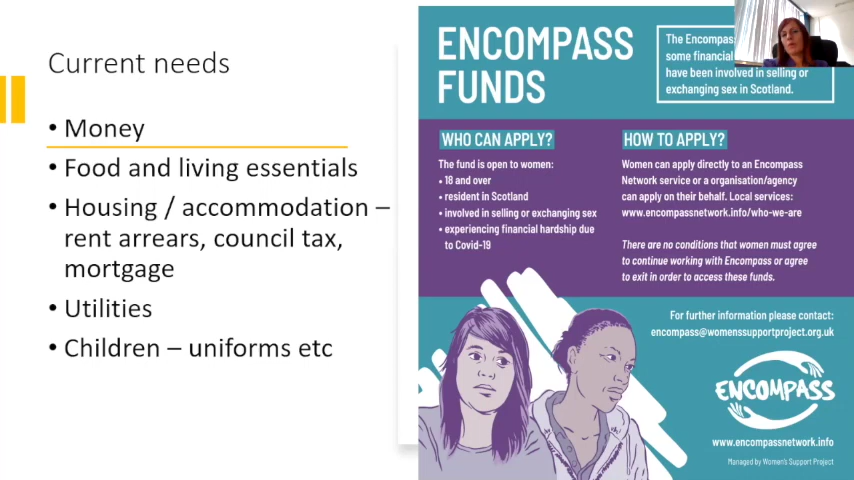 Current needs
• Money
• Food and living essentials
• Housing / accommodation –
rent arrears, council tax,
mortgage
• Utilities
• Children – uniforms etc
ENCOMPASS
FUNDS
The Encompass
some financial
have been involved in selling or
exchanging sex in Scotland.
WHO CAN APPLY?
The fund is open to women:
• 18 and over
• resident in Scotland
• involved in selling or exchanging sex
• experiencing financial hardship due
to Covid-19
HOW TO APPLY?
Women can apply directly to an Encompass
Network service or a organisation/agency
can apply on their behalf. Local services:
www.encompassnetwork.info/who-we-are
There are no conditions that women must agree
to continue working with Encompass or agree
to exit in order to access these funds.
For further information please contact:
encompass@womenssupportproject.org.uk
ENCOMPASS
www.encompassnetwork.info
Managed by Women's Support Project